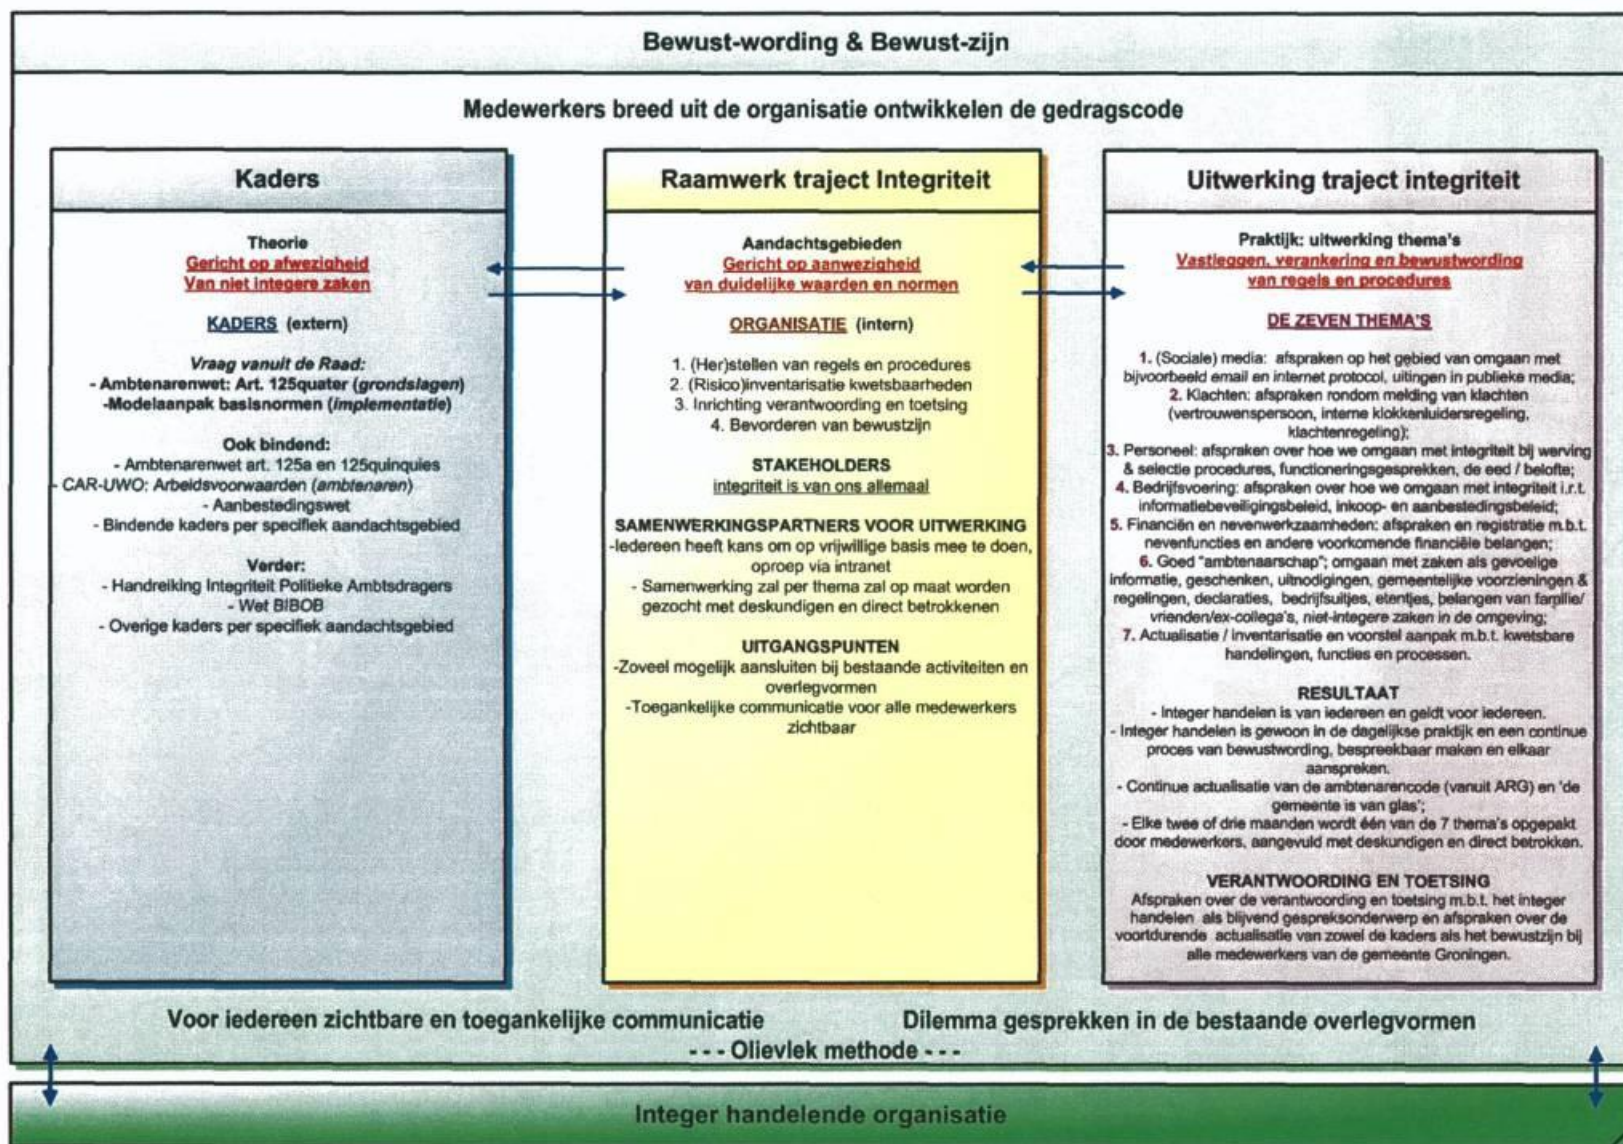 Bewust-wording & Bewust-zijn
Medewerkers breed uit de organisatie ontwikkelen de gedragscode
Kaders
Theorie
Gericht op afwezigheid
Van niet integere zaken
KADERS (extern)
Vraag vanuit de Raad:
- Ambtenarenwet: Art. 125quater (grondslagen)
-Modelaanpak basisnormen (implementatie)
Ook bindend:
- Ambtenarenwet art. 125a en 125quinquies
- CAR-UWO: Arbeidsvoorwaarden (ambtenaren)
- Aanbestedingswet
- Bindende kaders per specifiek aandachtsgebied
Verder:
- Handreiking Integriteit Politieke Ambtsdragers
- Wet BIBOB
- Overige kaders per specifiek aandachtsgebied
Raamwerk traject Integriteit
Aandachtsgebieden
Gericht op aanwezigheid
van duidelijke waarden en normen
ORGANISATIE (intern)
1. (Her)stellen van regels en procedures
2. (Risico)inventarisatie kwetsbaarheden
3. Inrichting verantwoording en toetsing
4. Bevorderen van bewustzijn
STAKEHOLDERS
integriteit is van ons allemaal
SAMENWERKINGSPARTNERS VOOR UITWERKING
-Iedereen heeft kans om op vrijwillige basis mee te doen,
oproep via intranet
- Samenwerking zal per thema zal op maat worden
gezocht met deskundigen en direct betrokkenen
UITGANGSPUNTEN
-Zoveel mogelijk aansluiten bij bestaande activiteiten en
overlegvormen
-Toegankelijke communicatie voor alle medewerkers
zichtbaar
Uitwerking traject integriteit
Praktijk: uitwerking thema's
Vastleggen, verankering en bewustwording
van regels en procedures
DE ZEVEN THEMA'S
1. (Sociale) media: afspraken op het gebied van omgaan met
bijvoorbeeld email en internet protocol, uitingen in publieke media;
2. Klachten: afspraken rondom melding van klachten
(vertrouwenspersoon, interne klokkenluidersregeling,
klachtenregeling);
3. Personeel: afspraken over hoe we omgaan met integriteit bij werving
& selectie procedures, functioneringsgesprekken, de eed / belofte;
4. Bedrijfsvoering: afspraken over hoe we omgaan met integriteit i.r.t.
informatiebeveiligingsbeleid, inkoop- en aanbestedingsbeleid;
5. Financiën en nevenwerkzaamheden: afspraken en registratie m.b.t.
nevenfuncties en andere voorkomende financiële belangen;
6. Goed "ambtenaarschap"; omgaan met zaken als gevoelige
informatie, geschenken, uitnodigingen, gemeentelijke voorzieningen &
regelingen, declaraties, bedrijfsuitjes, etentjes, belangen van familie/
vrienden/ex-collega's, niet-integere zaken in de omgeving;
7. Actualisatie / inventarisatie en voorstel aanpak m.b.t. kwetsbare
handelingen, functies en processen.
RESULTAAT
- Integer handelen is van iedereen en geldt voor iedereen.
- Integer handelen is gewoon in de dagelijkse praktijk en een continue
proces van bewustwording, bespreekbaar maken en elkaar
aanspreken.
- Continue actualisatie van de ambtenarencode (vanuit ARG) en 'de
gemeente is van glas';
- Elke twee of drie maanden wordt één van de 7 thema's opgepakt
door medewerkers, aangevuld met deskundigen en direct betrokken.
VERANTWOORDING EN TOETSING
Afspraken over de verantwoording en toetsing m.b.t. het integer
handelen als blijvend gespreksonderwerp en afspraken over de
voortdurende actualisatie van zowel de kaders als het bewustzijn bij
alle medewerkers van de gemeente Groningen.
Voor iedereen zichtbare en toegankelijke communicatie
Dilemma gesprekken in de bestaande overlegvormen
- - - Olievlek methode - - -
Integer handelende organisatie